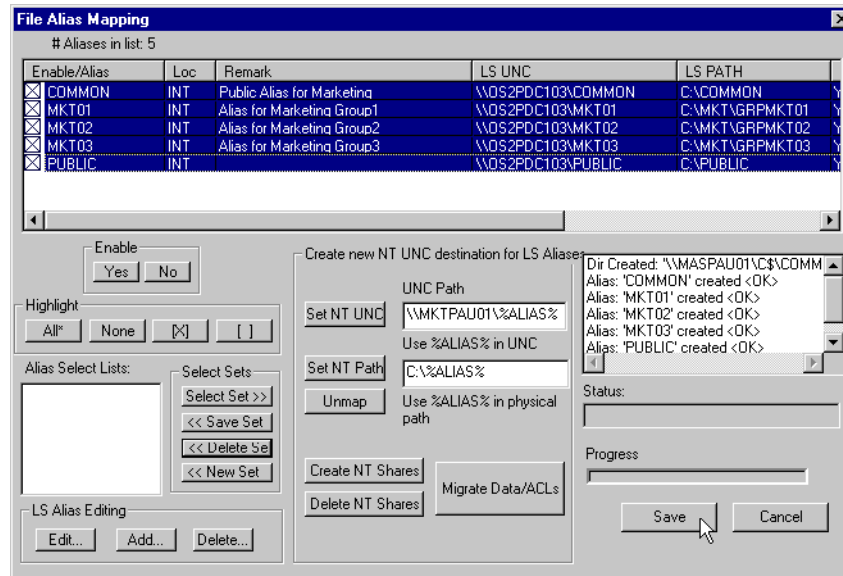 File Alias Mapping
# Aliases in list: 5
Enable/Alias Loc Remark LS UNC LS PATH
COMMON INT Public Alias for Marketing \\OS2PDC103\COMMON C:\COMMON Y
MKT01 INT Alias for Marketing Group1 \\OS2PDC103\MKT01 C:\MKT\GRPMKT01 Y
MKT02 INT Alias for Marketing Group2 \\OS2PDC103\MKT02 C:\MKT\GRPMKT02 Y
MKT03 INT Alias for Marketing Group3 \\OS2PDC103\MKT03 C:\MKT\GRPMKT03 Y
PUBLIC INT \\OS2PDC103\PUBLIC C:\PUBLIC Y
Enable
Yes No
Highlight
All* None [X] [ ]
Alias Select Lists:
Select Sets
Select Set >>
<< Save Set
<< Delete Se
<< New Set
LS Alias Editing
Edit... Add... Delete...
Create new NT UNC destination for LS Aliases
UNC Path
Set NT UNC \\MKTPAU01\%ALIAS%
Use %ALIAS% in UNC
Set NT Path C:\%ALIAS%
Unmap
Use %ALIAS% in physical
path
Create NT Shares
Delete NT Shares
Migrate Data/ACLs
Dir Created: "\\MASPAU01\C$\COMM
Alias: 'COMMON' created <OK>
Alias: 'MKT01' created <OK>
Alias: 'MKT02' created <OK>
Alias: 'MKT03' created <OK>
Alias: 'PUBLIC' created <OK>
Status:
Progress
Save Cancel